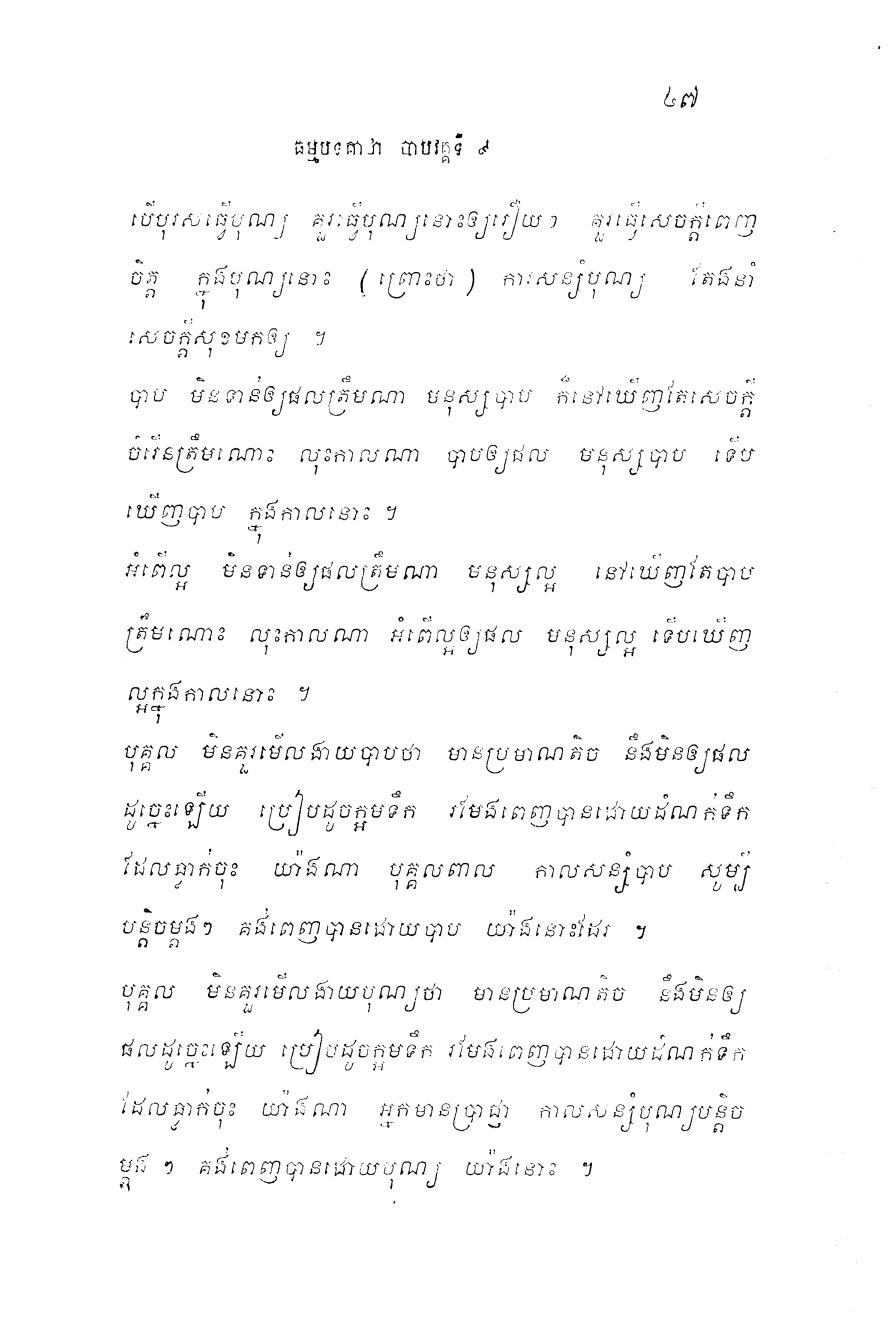 ៤៧
ធម្មបទគាថា បាបវគ្គទី ៩
បើបុរសធ្វើបុណ្យ គួរធ្វើបុណ្យនោះឲ្យរឿយៗ គួរធ្វើសេចក្ដីពេញ
ចិត្ត ក្នុងបុណ្យនោះ (ព្រោះថា) ការសន្សំបុណ្យ តែងនាំ
សេចក្ដីសុខមកឲ្យ ។
បាប មិនទាន់ឲ្យផលត្រឹមណា មនុស្សបាប ក៏នៅឃើញតែសេចក្ដី
ចំរើនត្រឹមណោះ លុះកាលណា បាបឲ្យផល មនុស្សបាប ទើប
ឃើញបាប ក្នុងកាលនោះ ។
អំពើល្អ មិនទាន់ឲ្យផលត្រឹមណា មនុស្សល្អ នៅឃើញតែបាប
ត្រឹមណោះ លុះកាលណា អំពើល្អឲ្យផល មនុស្សល្អ ទើបឃើញ
ល្អក្នុងកាលនោះ ។
បុគ្គល មិនគួរមើលងាយបាបថា មានប្រមាណតិច នឹងមិនឲ្យផល
ដូច្នេះឡើយ ប្រៀបដូចក្អមទឹក រមែងពេញបានដោយដំណក់ទឹក
ដែលធ្លាក់ចុះ យ៉ាងណា បុគ្គលពាល កាលសន្សំបាប សូម្បី
បន្តិចម្ដងៗ គង់ពេញបានដោយបាប យ៉ាងនោះដែរ ។
បុគ្គល មិនគួរមើលងាយបុណ្យថា មានប្រមាណតិច នឹងមិនឲ្យ
ផលដូច្នេះឡើយ ប្រៀបដូចក្អមទឹក រមែងពេញបានដោយដំណក់ទឹក
ដែលធ្លាក់ចុះ យ៉ាងណា អ្នកមានប្រាជ្ញា កាលសន្សំបុណ្យបន្តិច
ម្ដង ៗ គង់ពេញបានដោយបុណ្យ យ៉ាងនោះ ។